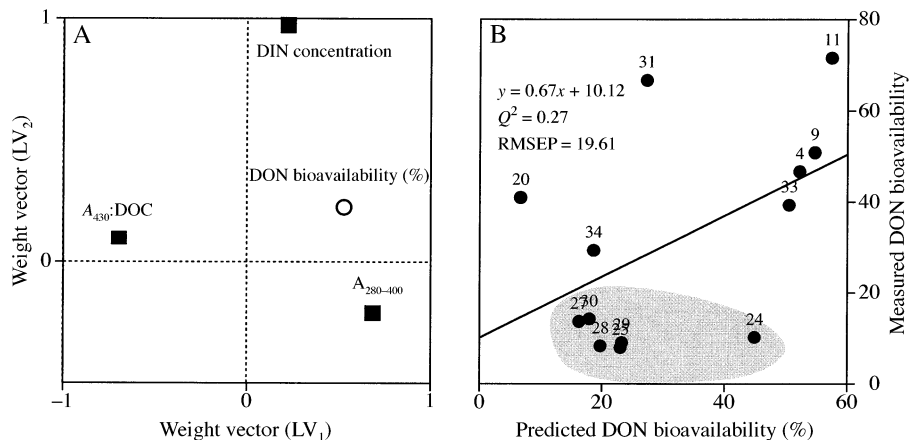 A
1
DIN concentration
DON bioavailability (%)
A430:DOC
0
A280–400
Weight vector (LV2)
−1
0
1
Weight vector (LV1)
B
80
11
31
y = 0.67x + 10.12
Q2 = 0.27
RMSEP = 19.61
60
9
4
20
33
40
34
20
27
30
28
29
24
0
0
20
40
60
Measured DON bioavailability
Predicted DON bioavailability (%)